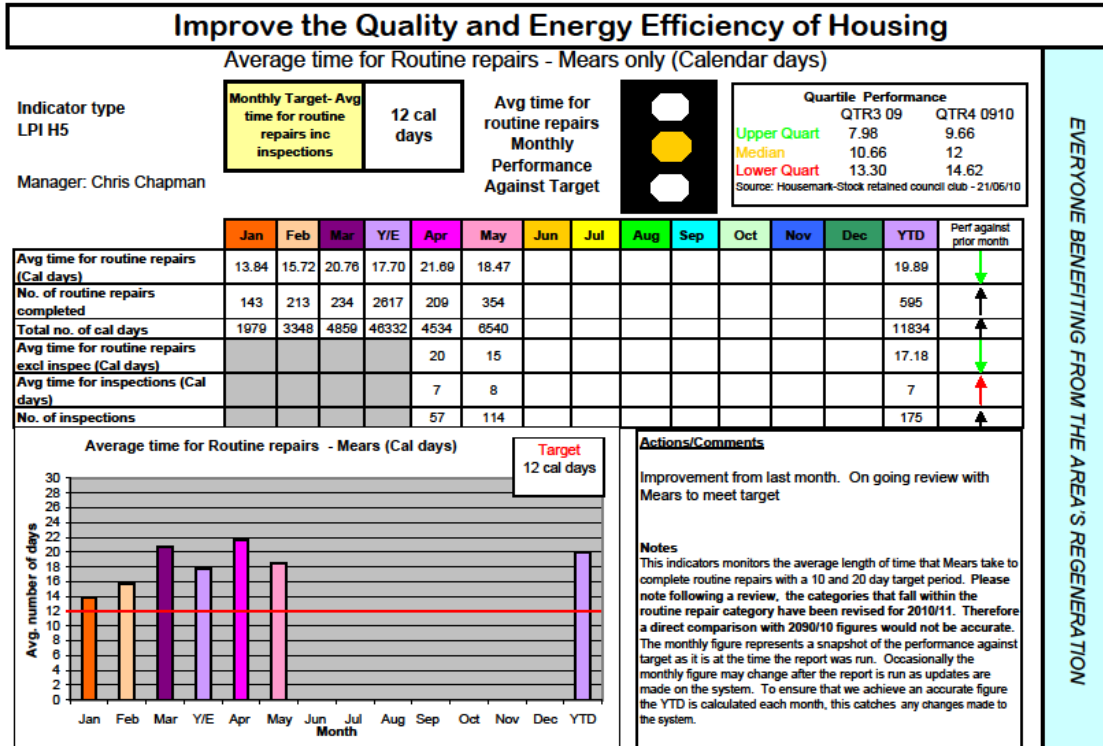 Improve the Quality and Energy Efficiency of Housing
Average time for Routine repairs - Mears only (Calendar days)
Indicator type
LPI H5
Manager: Chris Chapman
Monthly Target- Avg
time for routine
repairs inc
inspections
12 cal
days
Avg time for
routine repairs
Monthly
Performance
Against Target
Quartile Performance
QTR3 09 QTR4 0910
Upper Quart 7.98 9.66
Median 10.66 12
Lower Quart 13.30 14.62
Source: Housemark-Stock retained council club - 21/06/10
Jan Feb Mar Y/E Apr May Jun Jul Aug Sep Oct Nov Dec YTD Perf against
prior month
Avg time for routine repairs
(Cal days) 13.84 15.72 20.76 17.70 21.69 18.47 19.89
No. of routine repairs
completed 143 213 234 2617 209 354 595
Total no. of cal days 1979 3348 4859 46332 4534 6540 11834
Avg time for routine repairs
excl inspec (Cal days) 20 15 17.18
Avg time for inspections (Cal
days) 7 8 7
No. of inspections 57 114 175
Average time for Routine repairs - Mears (Cal days)
Target
12 cal days
30
28
26
24
22
20
18
16
14
12
10
8
6
4
2
0
Avg. number of days
Jan Feb Mar Y/E Apr May Jun Jul Aug Sep Oct Nov Dec YTD
Month
Actions/Comments
Improvement from last month. On going review with
Mears to meet target
Notes
This indicators monitors the average length of time that Mears take to
complete routine repairs with a 10 and 20 day target period. Please
note following a review, the categories that fall within the
routine repair category have been revised for 2010/11. Therefore
a direct comparison with 2090/10 figures would not be accurate.
The monthly figure represents a snapshot of the performance against
target as it is at the time the report was run. Occasionally the
monthly figure may change after the report is run as updates are
made on the system. To ensure that we achieve an accurate figure
the YTD is calculated each month, this catches any changes made to
the system.
EVERYONE BENEFITING FROM THE AREA'S REGENERATION